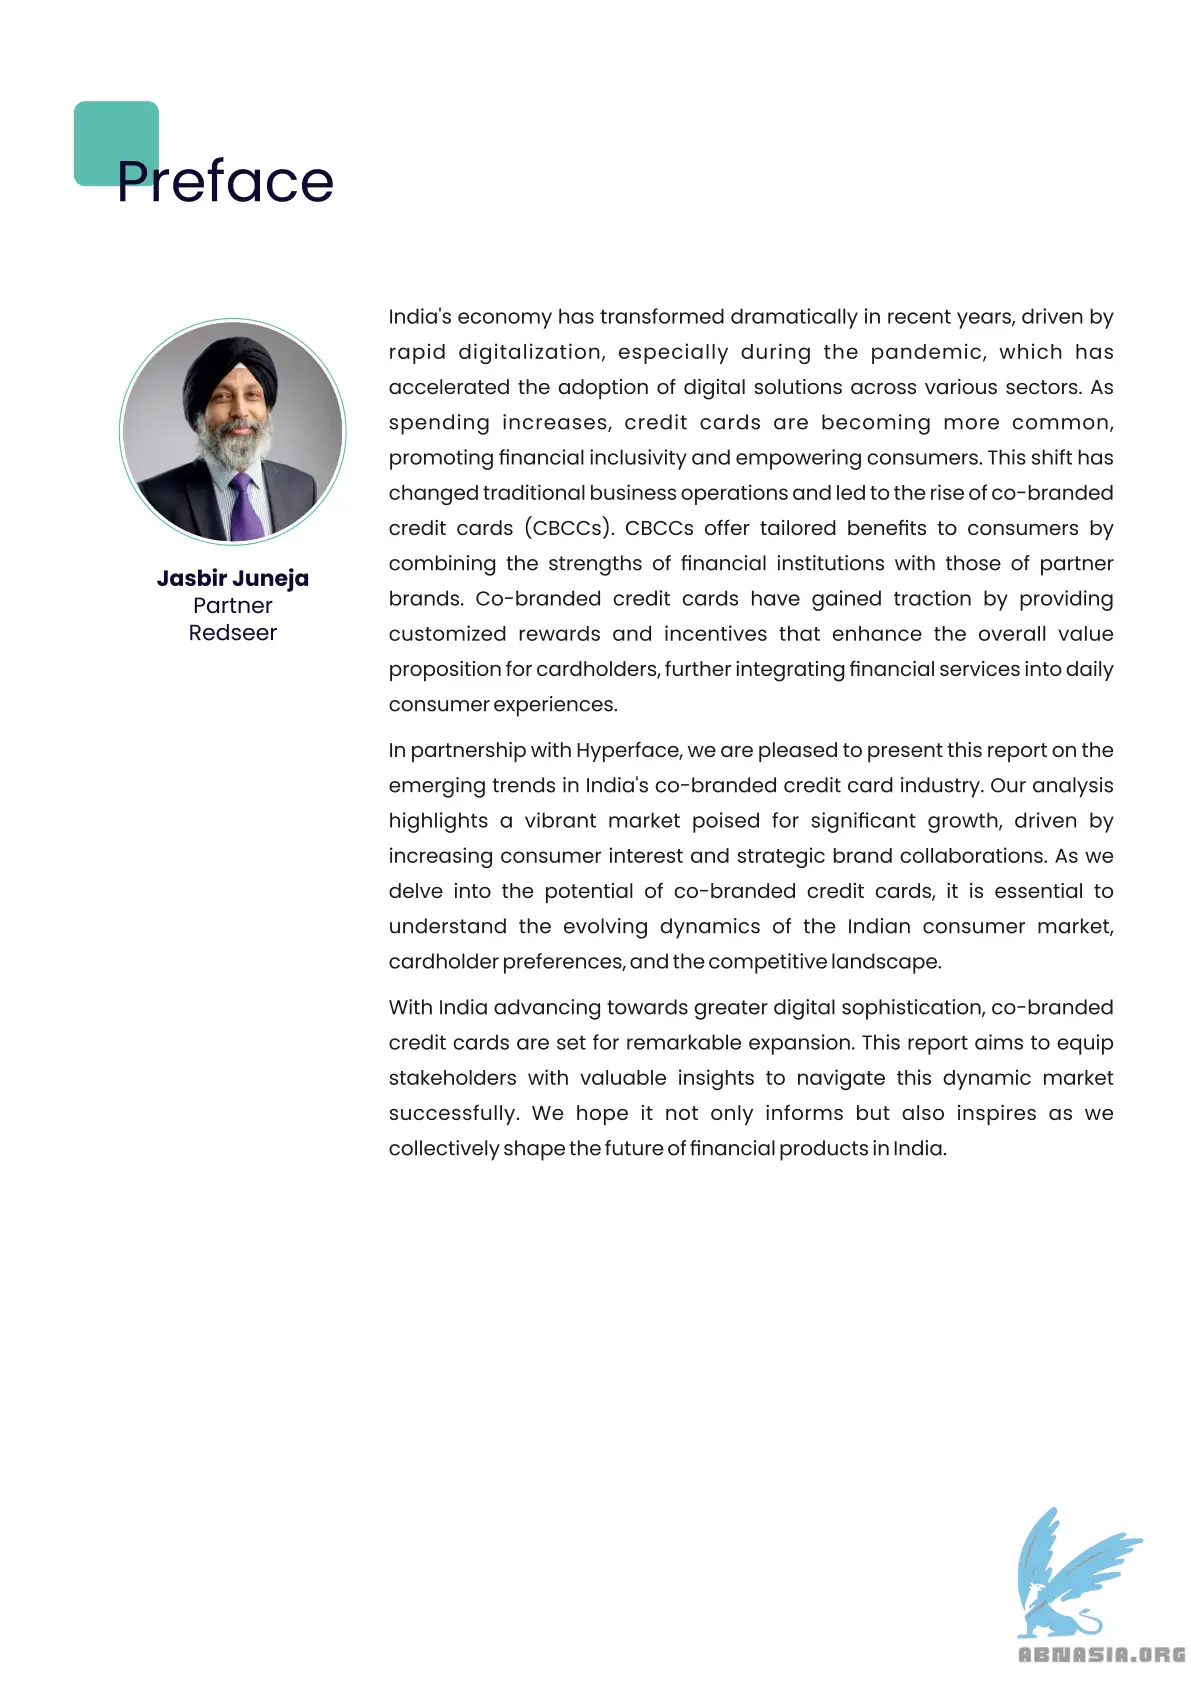 Preface
Jasbir Juneja
Partner
Redseer
India's economy has transformed dramatically in recent years, driven by
rapid digitalization, especially during the pandemic, which has
accelerated the adoption of digital solutions across various sectors. As
spending increases, credit cards are becoming more common,
promoting financial inclusivity and empowering consumers. This shift has
changed traditional business operations and led to the rise of co-branded
credit cards (CBCCs). CBCCs offer tailored benefits to consumers by
combining the strengths of financial institutions with those of partner
brands. Co-branded credit cards have gained traction by providing
customized rewards and incentives that enhance the overall value
proposition for cardholders, further integrating financial services into daily
consumer experiences.
In partnership with Hyperface, we are pleased to present this report on the
emerging trends in India's co-branded credit card industry. Our analysis
highlights a vibrant market poised for significant growth, driven by
increasing consumer interest and strategic brand collaborations. As we
delve into the potential of co-branded credit cards, it is essential to
understand the evolving dynamics of the Indian consumer market,
cardholder preferences, and the competitive landscape.
With India advancing towards greater digital sophistication, co-branded
credit cards are set for remarkable expansion. This report aims to equip
stakeholders with valuable insights to navigate this dynamic market
successfully. We hope it not only informs but also inspires as we
collectively shape the future of financial products in India.
ABNASIA.ORG